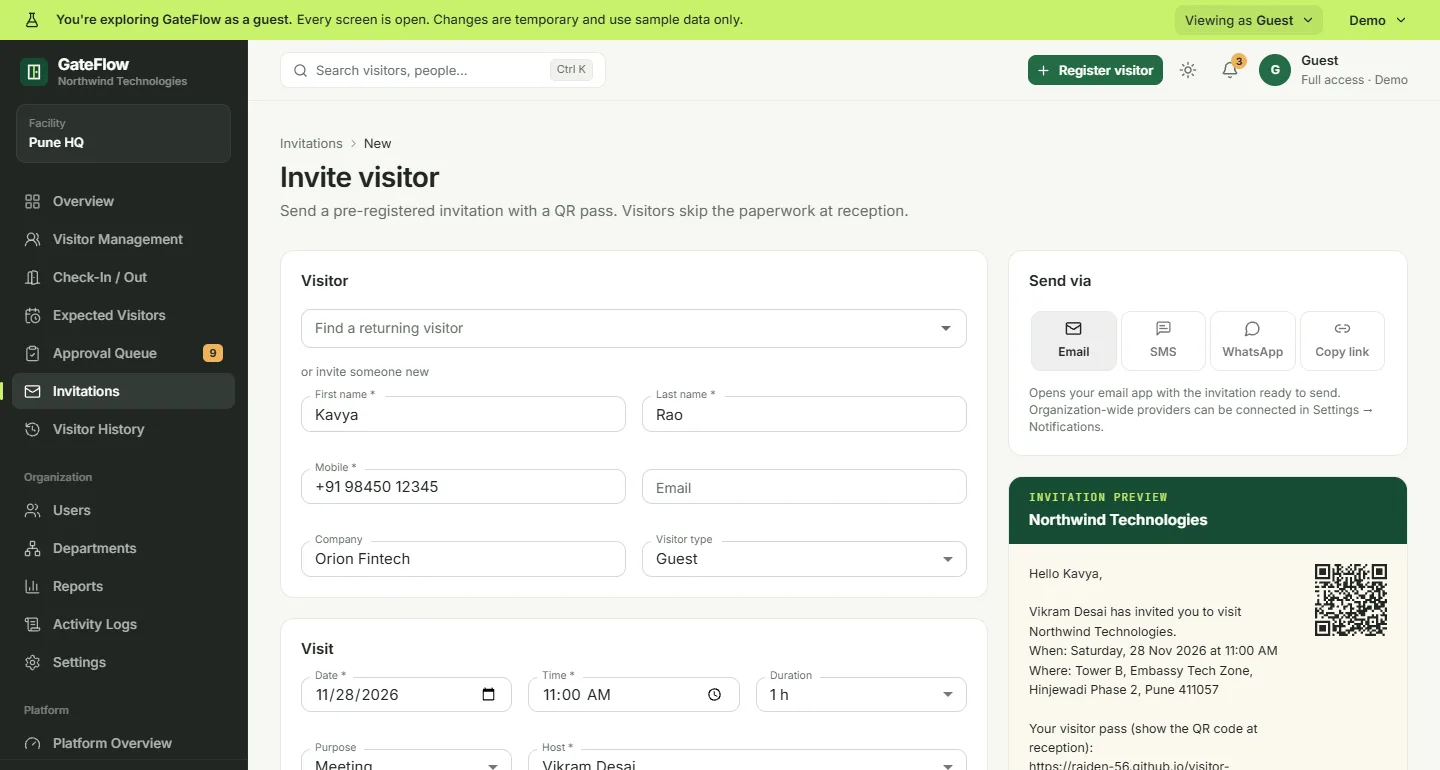 You're exploring GateFlow as a guest. Every screen is open. Changes are temporary and use sample data only.
Viewing as Guest
Demo
GateFlow
Northwind Technologies
Facility
Pune HQ
Overview
Visitor Management
Check-In / Out
Expected Visitors
Approval Queue
9
Invitations
Visitor History
Organization
Users
Departments
Reports
Activity Logs
Settings
Platform
Platform Overview
Search visitors, people...
Ctrl K
+ Register visitor
3
G
Guest
Full access · Demo
Invitations > New
Invite visitor
Send a pre-registered invitation with a QR pass. Visitors skip the paperwork at reception.
Visitor
Find a returning visitor
or invite someone new
First name *
Kavya
Last name *
Rao
Mobile *
+91 98450 12345
Email
Company
Orion Fintech
Visitor type
Guest
Visit
Date *
11/28/2026
Time *
11:00 AM
Duration
1 h
Purpose
Meeting
Host *
Vikram Desai
Send via
Email
SMS
WhatsApp
Copy link
Opens your email app with the invitation ready to send.
Organization-wide providers can be connected in Settings →
Notifications.
INVITATION PREVIEW
Northwind Technologies
Hello Kavya,
Vikram Desai has invited you to visit
Northwind Technologies.
When: Saturday, 28 Nov 2026 at 11:00 AM
Where: Tower B, Embassy Tech Zone,
Hinjewadi Phase 2, Pune 411057
Your visitor pass (show the QR code at
reception):
https://raiden-56.github.io/visitor-